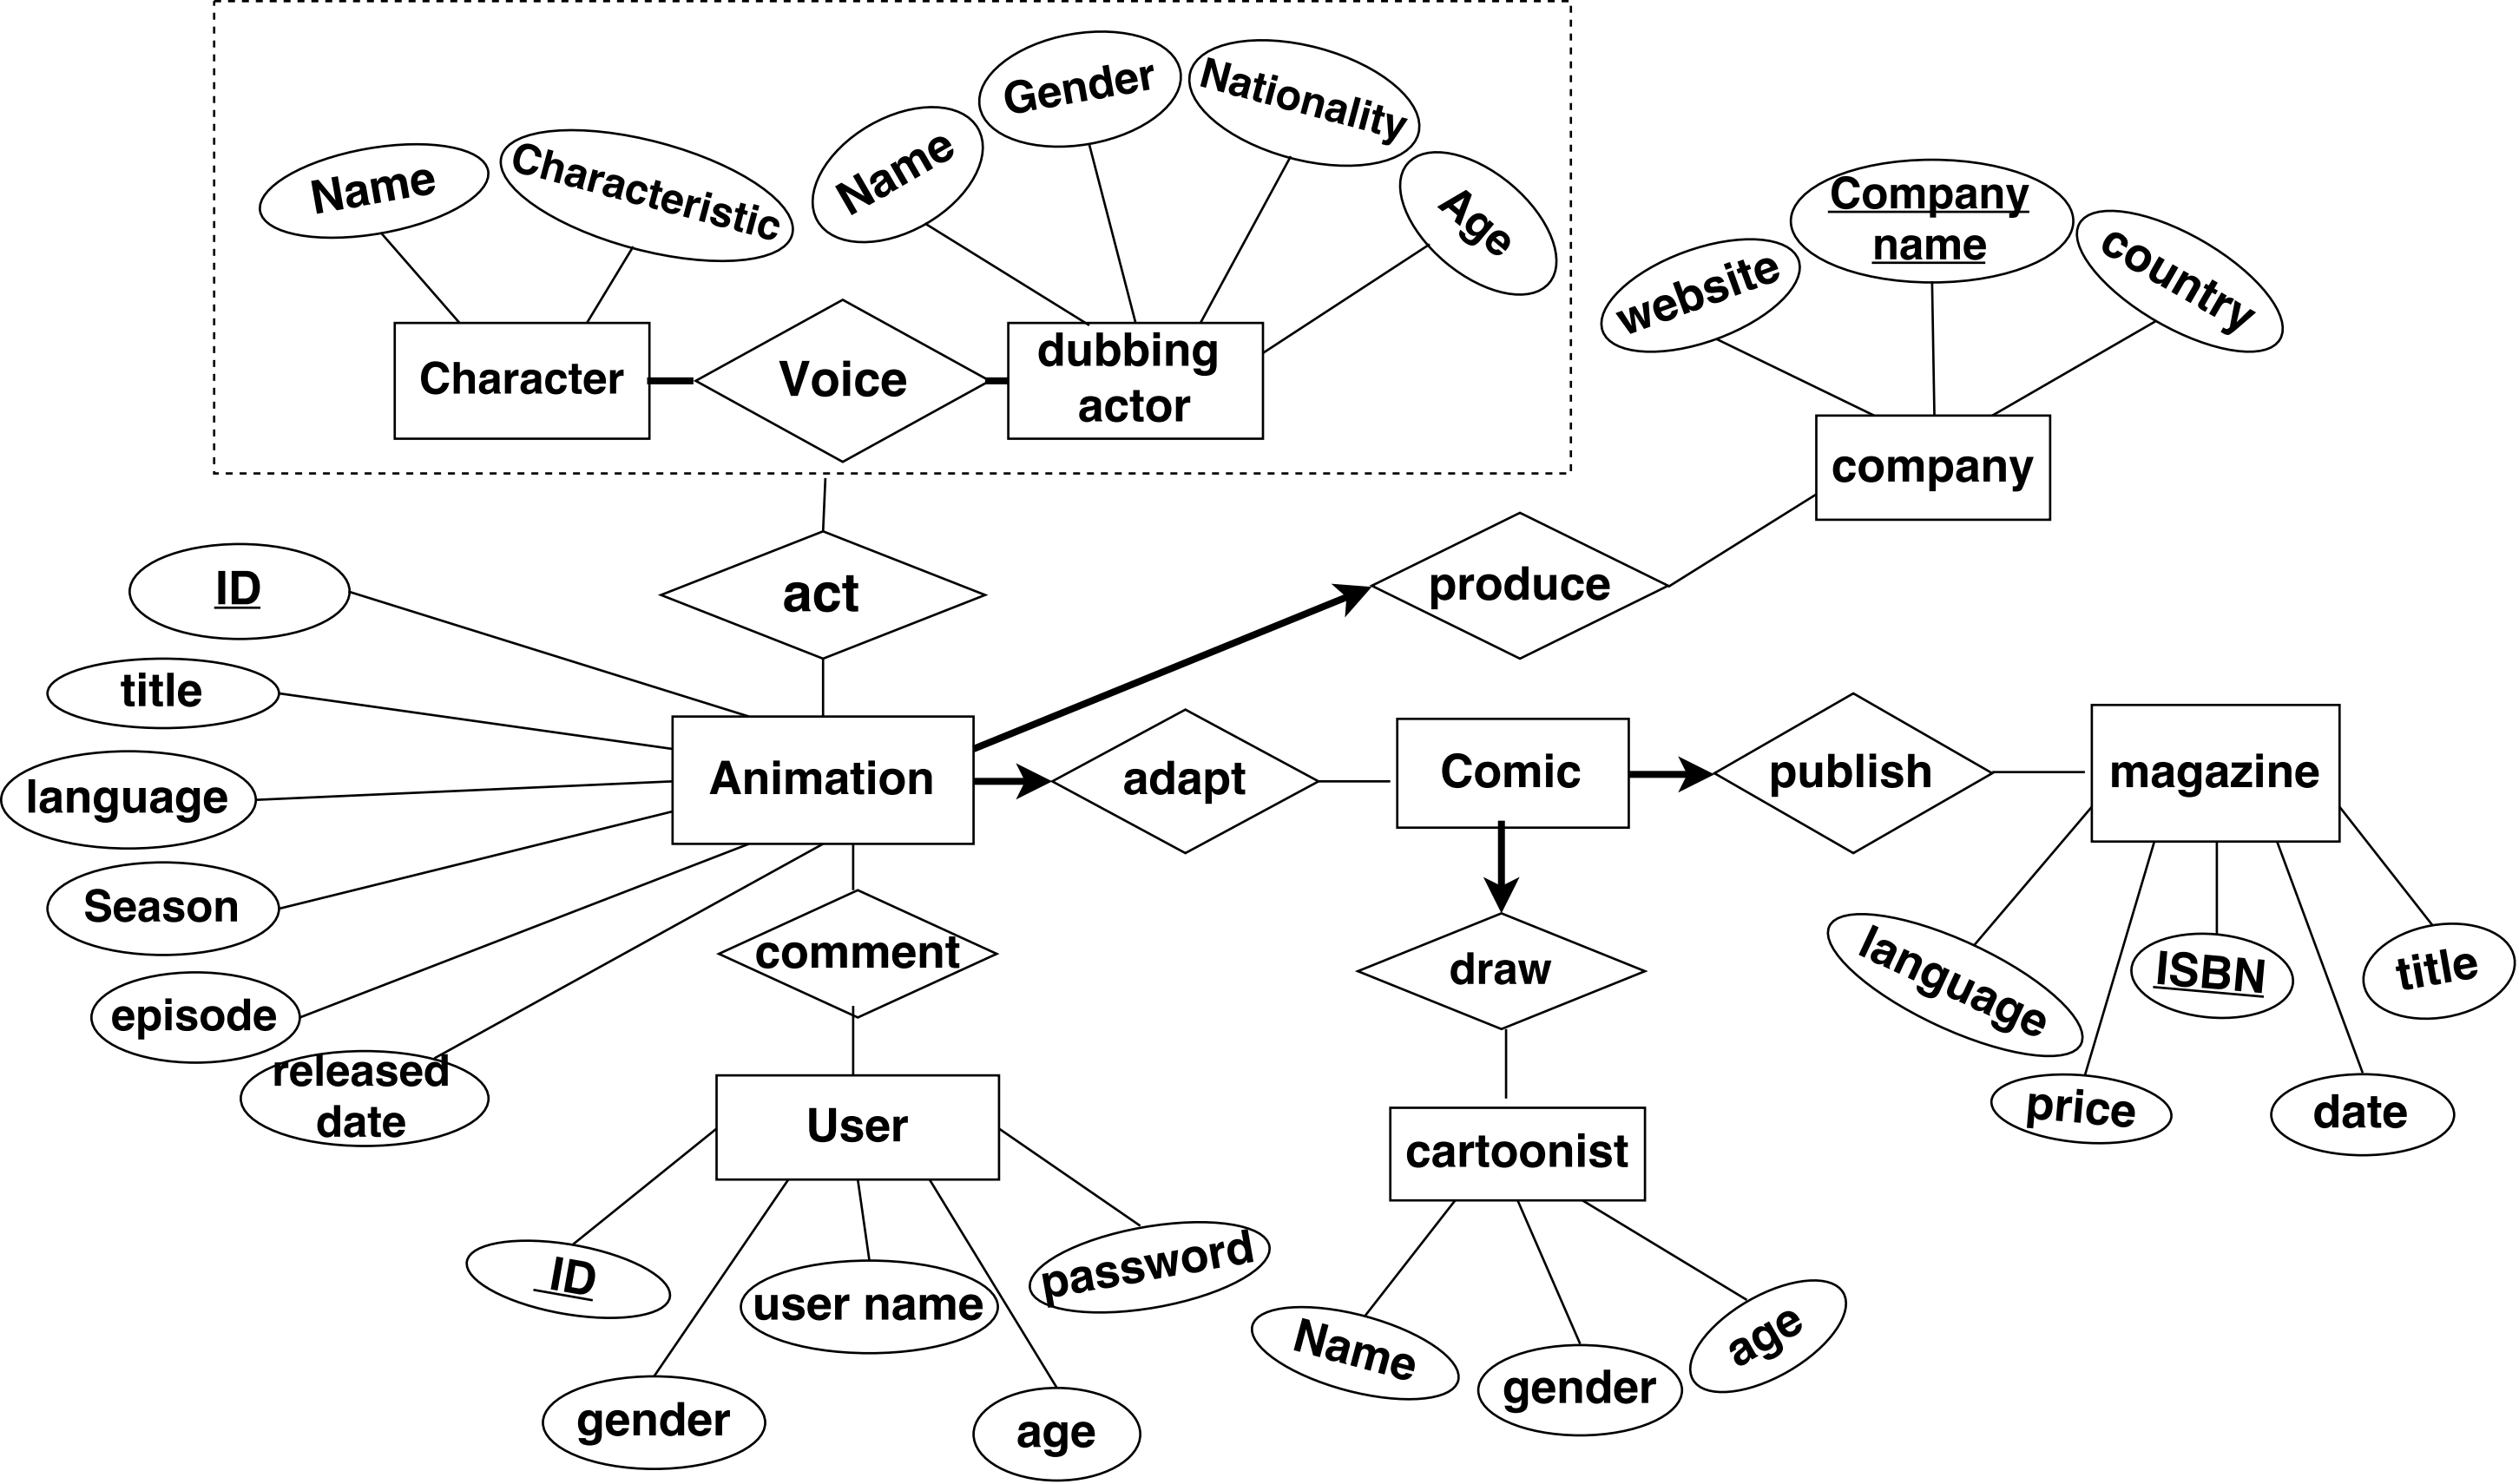 Gender
Nationality
Name
Characteristic
Name
Age
Company
name
website
country
Character
Voice
dubbing
actor
company
ID
act
produce
title
language
Animation
adapt
Comic
publish
magazine
Season
comment
draw
language
ISBN
title
episode
released
date
User
cartoonist
price
date
ID
user name
password
Name
gender
age
gender
age